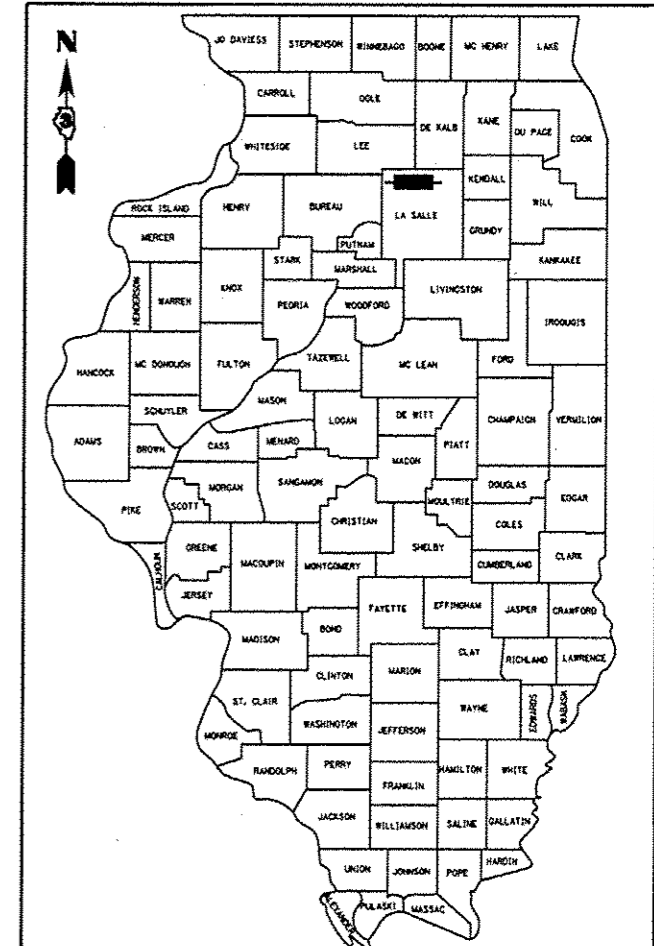 JO DAVIESS STEPHENSON WINNEBAGO BOONE MC HENRY LAKE
N
CARROLL OGLE DE KALB KANE DU PAGE COOK
WHITESIDE LEE
KENDALL WILL
ROCK ISLAND HENRY BUREAU LA SALLE
MERCER PUTNAM GRUNDY
STARK MARSHALL KANKAKEE
HENDERSON WARREN KNOX PEORIA WOODFORD LIVINGSTON IROQUOIS
HANCOCK MC DONOUGH FULTON TAZEWELL MC LEAN FORD
SCHUYLER MASON LOGAN DE WITT CHAMPAIGN VERMILION
ADAMS BROWN CASS MENARD MACON PIATT
PIKE SCOTT MORGAN SANGAMON MOULTRIE DOUGLAS EDGAR
CHRISTIAN COLES
CALHOUN GREENE MACOUPIN MONTGOMERY SHELBY CUMBERLAND CLARK
JERSEY FAYETTE EFFINGHAM JASPER CRAWFORD
MADISON BOND
CLINTON MARION CLAY RICHLAND LAWRENCE
ST. CLAIR WAYNE EDWARDS WABASH
MONROE WASHINGTON JEFFERSON
RANDOLPH PERRY HAMILTON WHITE
FRANKLIN
JACKSON WILLIAMSON SALINE GALLATIN
UNION JOHNSON POPE HARDIN
ALEXANDER PULASKI MASSAC